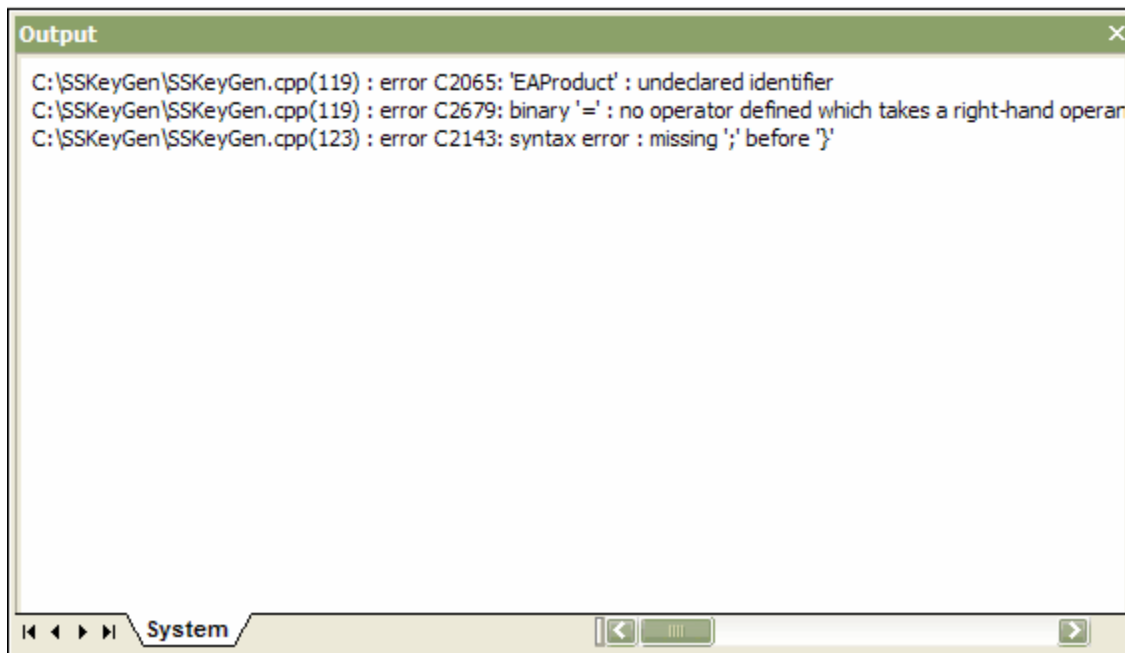 Output
C:\SSKeyGen\SSKeyGen.cpp(119) : error C2065: 'EAProduct' : undeclared identifier
C:\SSKeyGen\SSKeyGen.cpp(119) : error C2679: binary '=' : no operator defined which takes a right-hand operan
C:\SSKeyGen\SSKeyGen.cpp(123) : error C2143: syntax error : missing ';' before '}'
System